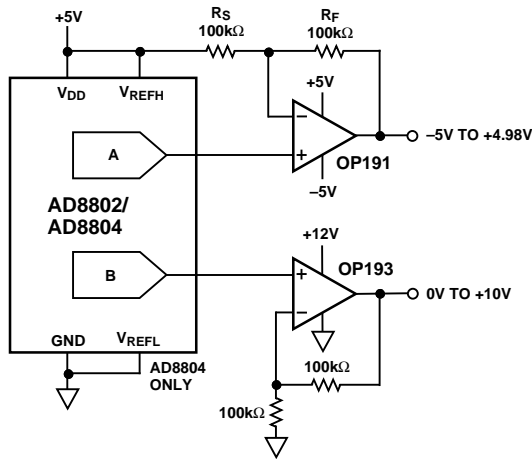 +5V
RS
100kΩ
RF
100kΩ
VDD
VREFH
+5V
−
+
A
–5V TO +4.98V
OP191
–5V
AD8802/
AD8804
+12V
OP193
B
+
−
0V TO +10V
GND
VREFL
AD8804
ONLY
100kΩ
100kΩ